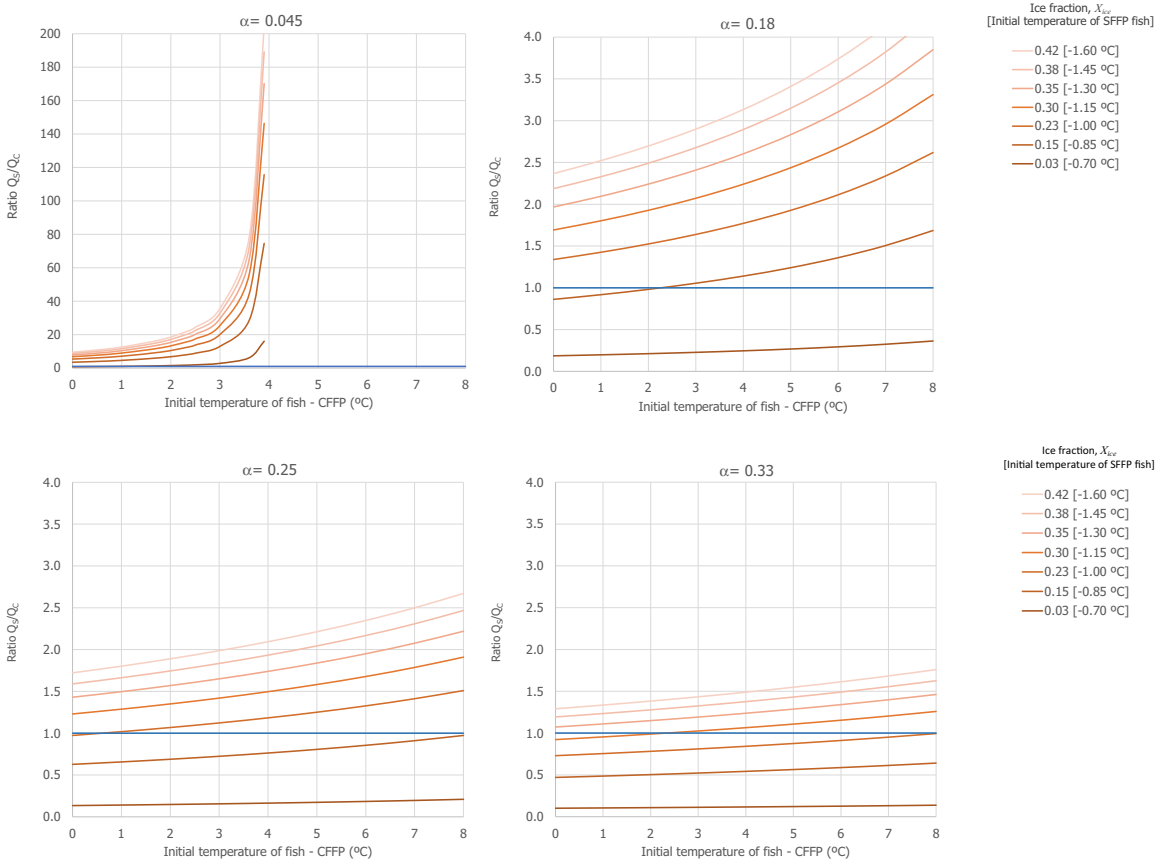 α= 0.045
200
180
160
140
120
100
80
60
40
20
0
Ratio Q_S/Q_C
0 1 2 3 4 5 6 7 8
Initial temperature of fish - CFFP (ºC)
α= 0.18
4.0
3.5
3.0
2.5
2.0
1.5
1.0
0.5
0.0
Ratio Q_S/Q_C
0 1 2 3 4 5 6 7 8
Initial temperature of fish - CFFP (ºC)
Ice fraction, X_ice
[Initial temperature of SFFP fish]
0.42 [-1.60 ºC]
0.38 [-1.45 ºC]
0.35 [-1.30 ºC]
0.30 [-1.15 ºC]
0.23 [-1.00 ºC]
0.15 [-0.85 ºC]
0.03 [-0.70 ºC]
α= 0.25
4.0
3.5
3.0
2.5
2.0
1.5
1.0
0.5
0.0
Ratio Q_S/Q_C
0 1 2 3 4 5 6 7 8
Initial temperature of fish - CFFP (ºC)
α= 0.33
4.0
3.5
3.0
2.5
2.0
1.5
1.0
0.5
0.0
Ratio Q_S/Q_C
0 1 2 3 4 5 6 7 8
Initial temperature of fish - CFFP (ºC)
Ice fraction, X_ice
[Initial temperature of SFFP fish]
0.42 [-1.60 ºC]
0.38 [-1.45 ºC]
0.35 [-1.30 ºC]
0.30 [-1.15 ºC]
0.23 [-1.00 ºC]
0.15 [-0.85 ºC]
0.03 [-0.70 ºC]